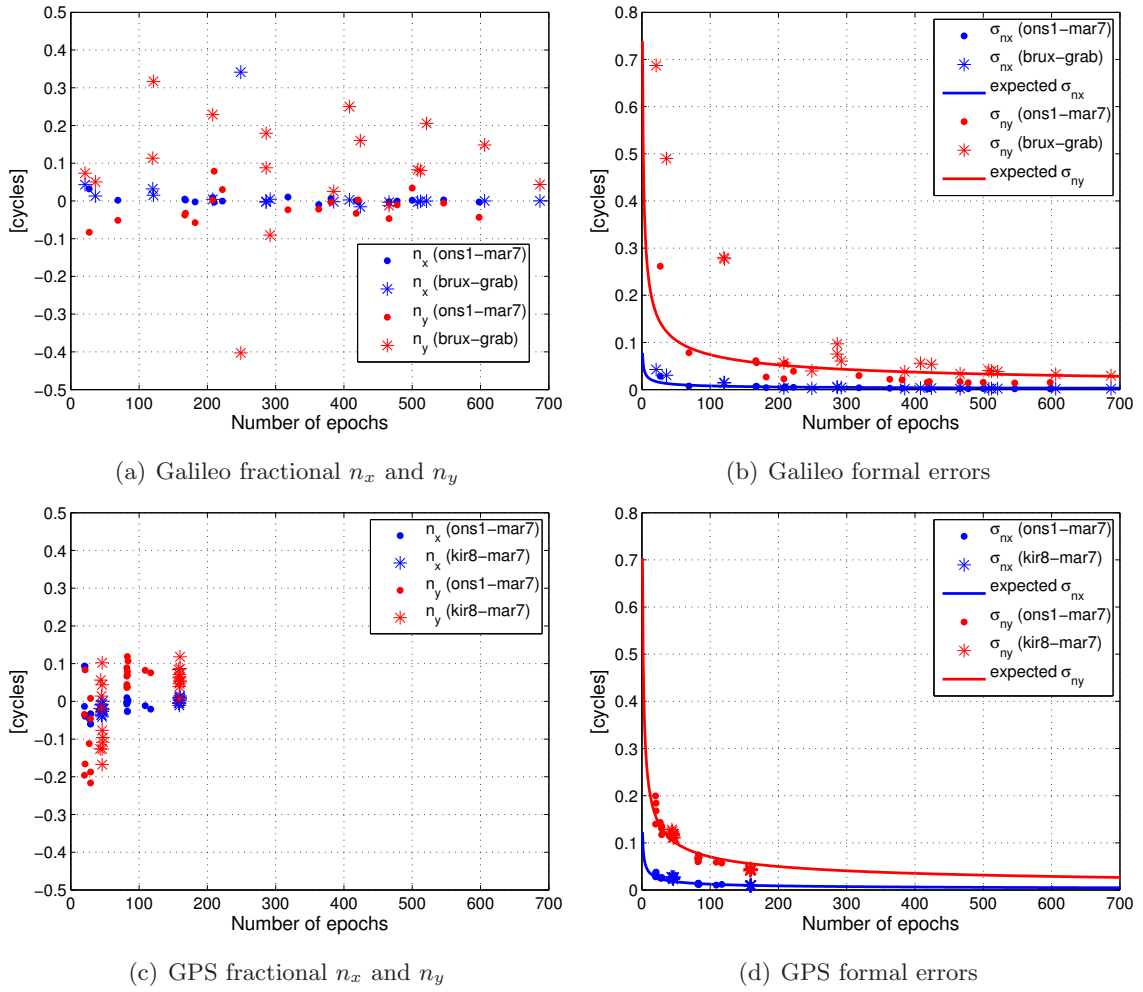 0.5
0.4
0.3
0.2
0.1
0
−0.1
−0.2
−0.3
−0.4
−0.5
[cycles]
n_x (ons1−mar7)
n_x (brux−grab)
n_y (ons1−mar7)
n_y (brux−grab)
0 100 200 300 400 500 600 700
Number of epochs
(a) Galileo fractional n_x and n_y
0.8
0.7
0.6
0.5
0.4
0.3
0.2
0.1
0
[cycles]
σ_nx (ons1−mar7)
σ_nx (brux−grab)
expected σ_nx
σ_ny (ons1−mar7)
σ_ny (brux−grab)
expected σ_ny
0 100 200 300 400 500 600 700
Number of epochs
(b) Galileo formal errors
0.5
0.4
0.3
0.2
0.1
0
−0.1
−0.2
−0.3
−0.4
−0.5
[cycles]
n_x (ons1−mar7)
n_x (kir8−mar7)
n_y (ons1−mar7)
n_y (kir8−mar7)
0 100 200 300 400 500 600 700
Number of epochs
(c) GPS fractional n_x and n_y
0.8
0.7
0.6
0.5
0.4
0.3
0.2
0.1
0
[cycles]
σ_nx (ons1−mar7)
σ_nx (kir8−mar7)
expected σ_nx
σ_ny (ons1−mar7)
σ_ny (kir8−mar7)
expected σ_ny
0 100 200 300 400 500 600 700
Number of epochs
(d) GPS formal errors